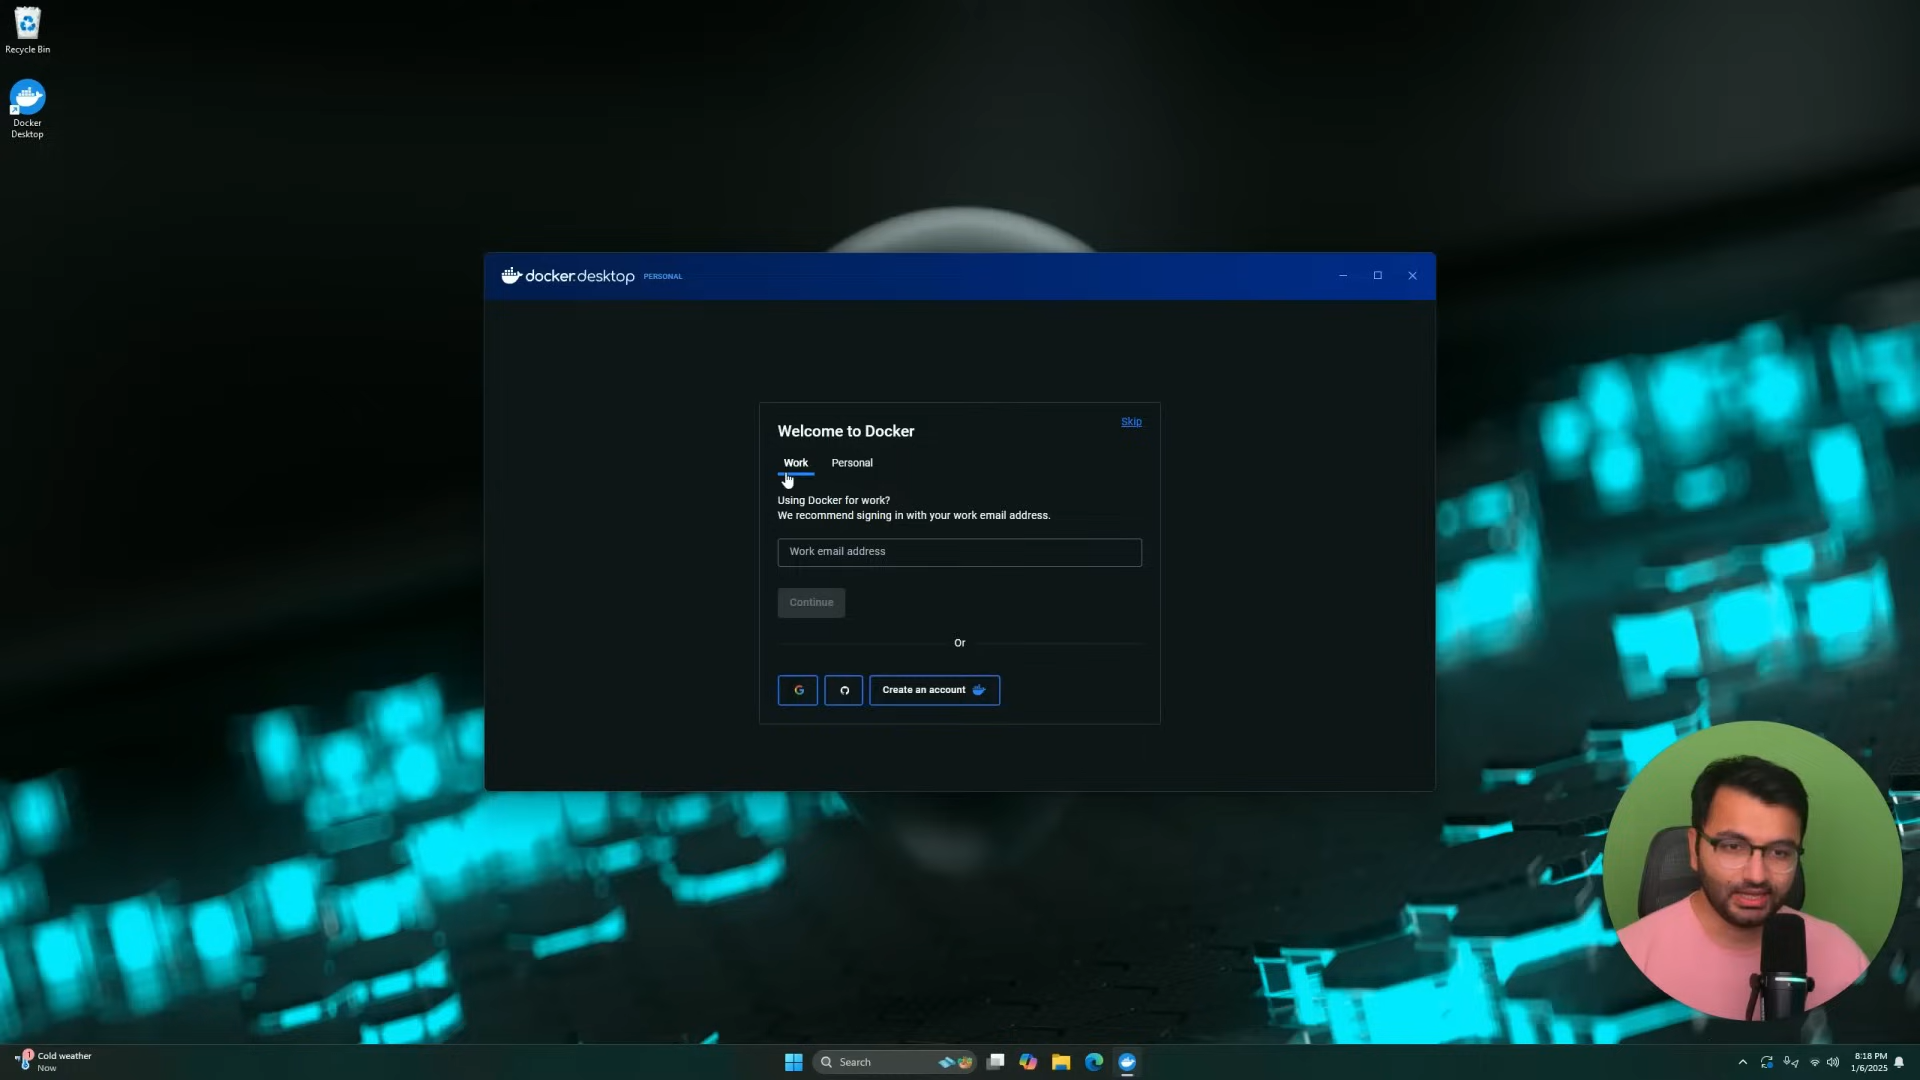 Recycle Bin
Docker
Desktop
docker.desktop PERSONAL
Welcome to Docker
Skip
Work
Personal
Using Docker for work?
We recommend signing in with your work email address.
Work email address
Continue
Or
G
Create an account
1
Cold weather
Now
Search
8:18 PM
1/6/2025